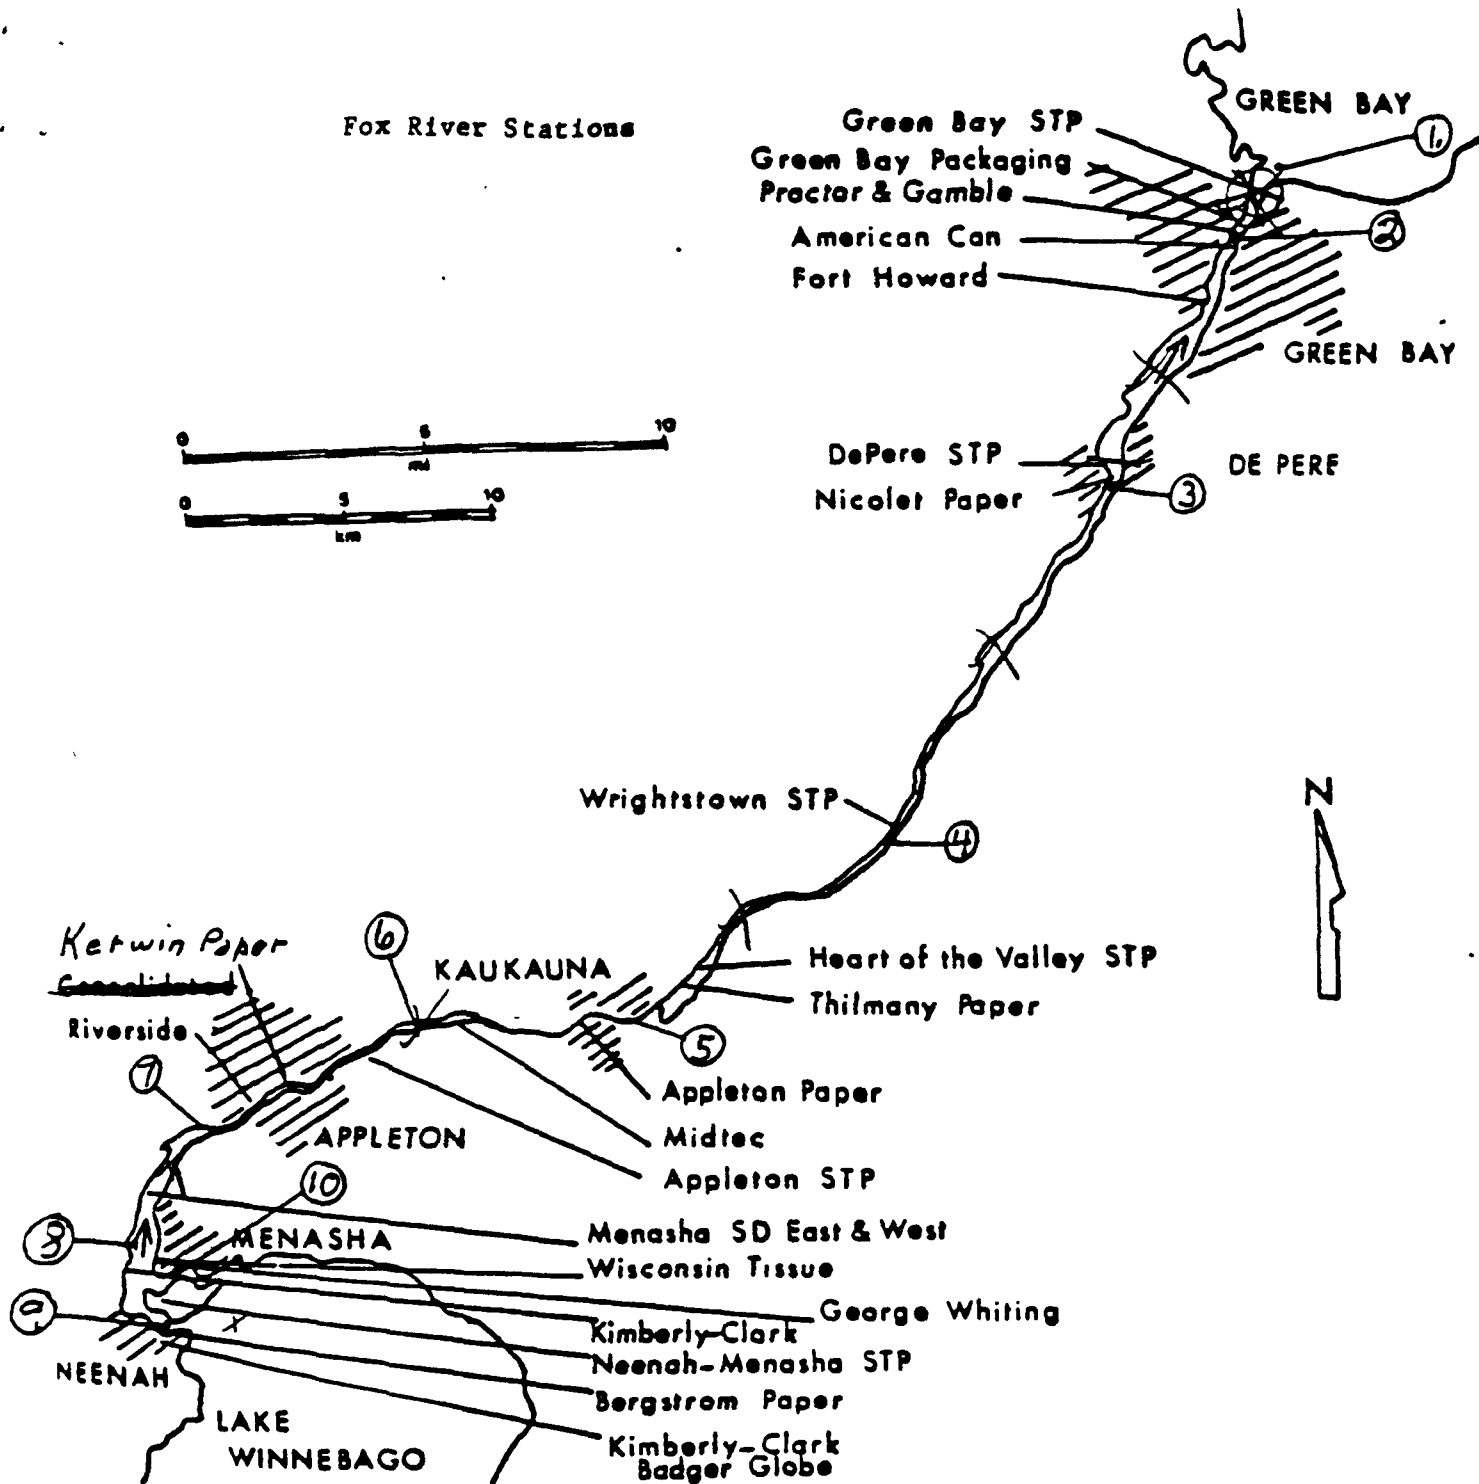 Fox River Stations
GREEN BAY
Green Bay STP
1
Green Bay Packaging
Practor & Gamble
American Can
2
Fort Howard
GREEN BAY
0 5 10
mi
DePere STP
DE PERE
Nicolet Paper
3
0 5 10
km
Wrightstown STP
N
4
Kerwin Paper
6
KAUKAUNA
Heart of the Valley STP
Consolidated
Thilmany Paper
Riverside
5
7
Appleton Paper
APPLETON
Midtec
10
Appleton STP
8
MENASHA
Menasha SD East & West
Wisconsin Tissue
9
George Whiting
Kimberly-Clark
Neenah-Menasha STP
NEENAH
Bergstrom Paper
LAKE
WINNEBAGO
Kimberly-Clark
Badger Globe